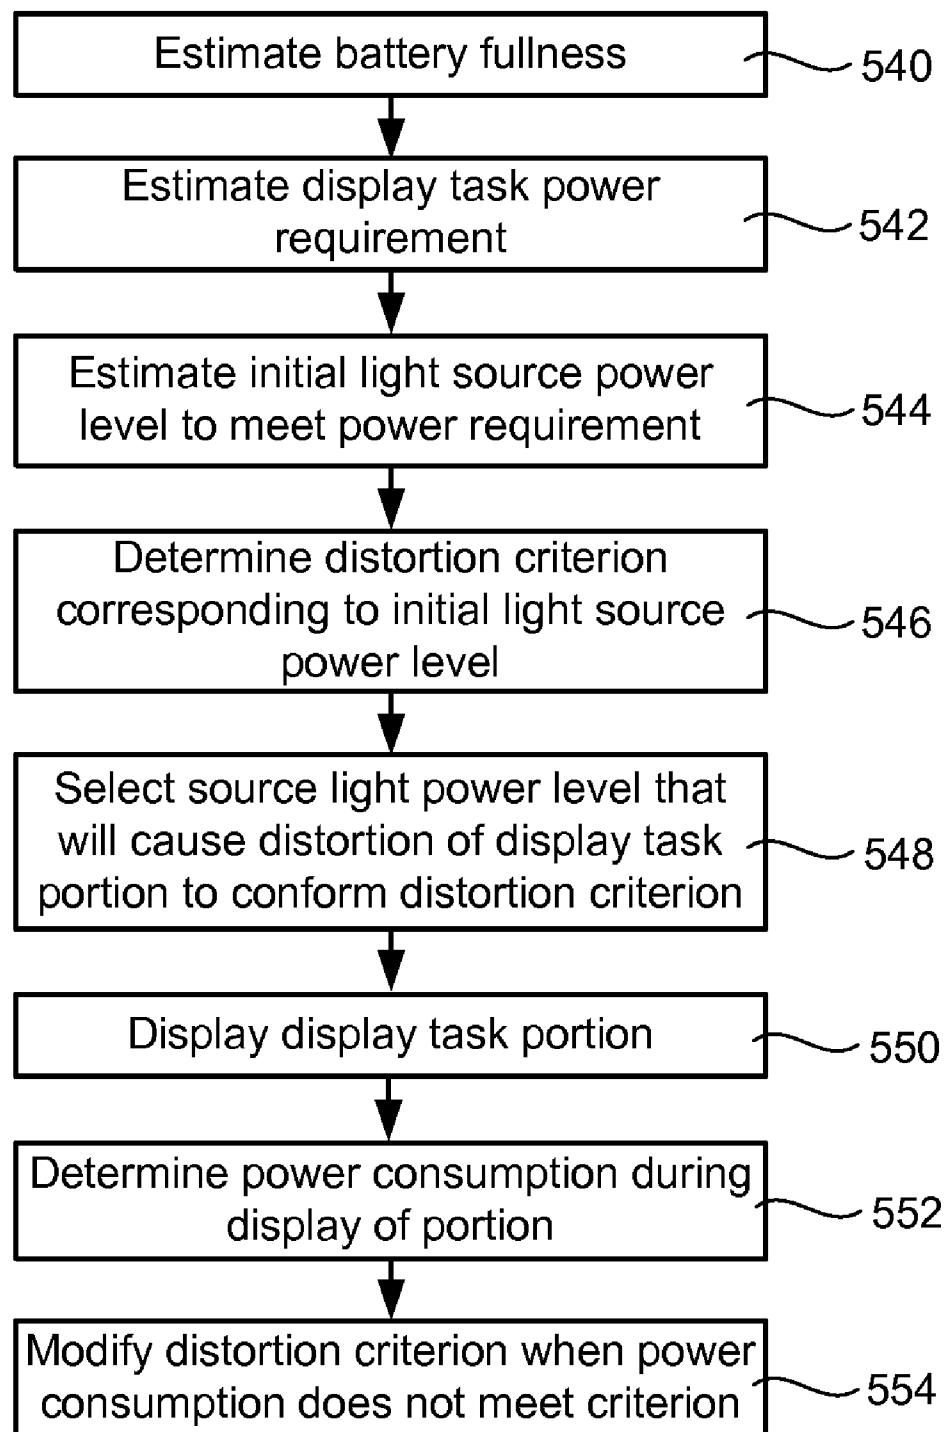 Estimate battery fullness
540
Estimate display task power
requirement
542
Estimate initial light source power
level to meet power requirement
544
Determine distortion criterion
corresponding to initial light source
power level
546
Select source light power level that
will cause distortion of display task
portion to conform distortion criterion
548
Display display task portion
550
Determine power consumption during
display of portion
552
Modify distortion criterion when power
consumption does not meet criterion
554